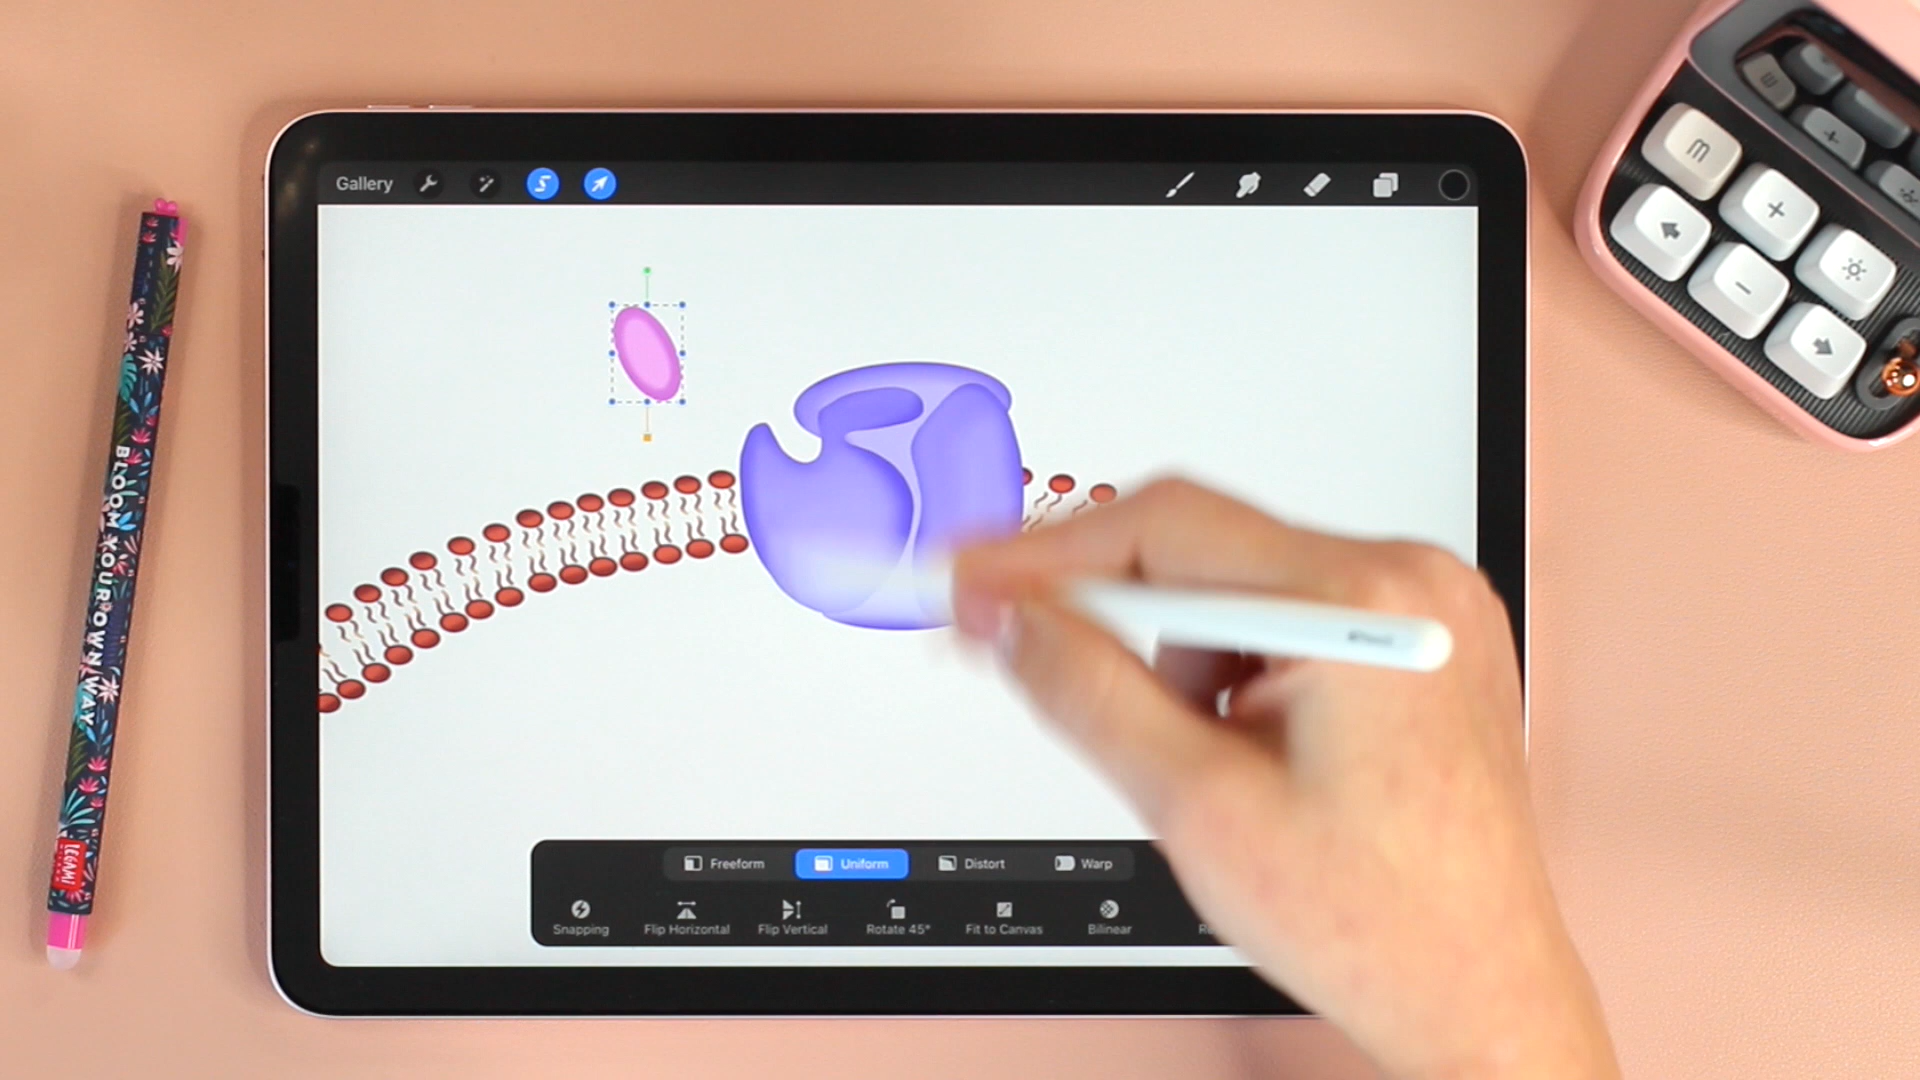 Gallery
S
m
+
−
BLOOM YOUR OWN WAY
LEGAMI
Freeform
Uniform
Distort
Warp
Snapping
Flip Horizontal
Flip Vertical
Rotate 45°
Fit to Canvas
Bilinear